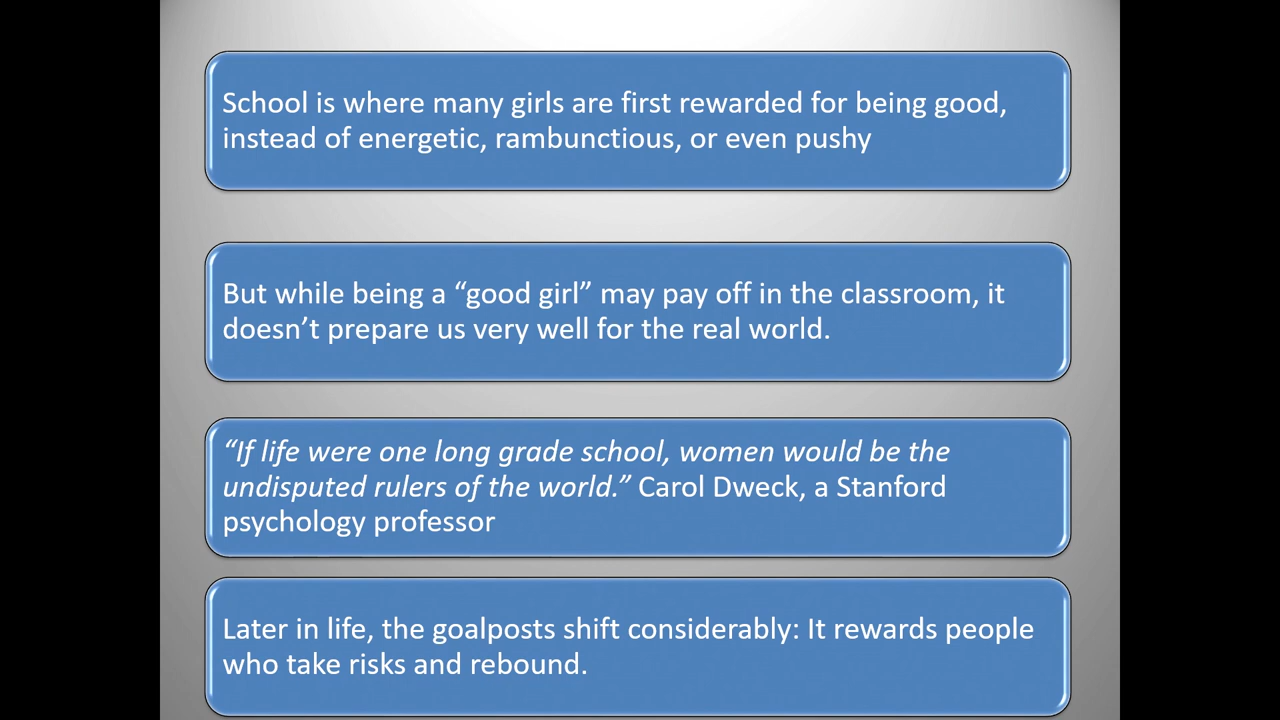 School is where many girls are first rewarded for being good,
instead of energetic, rambunctious, or even pushy
But while being a “good girl” may pay off in the classroom, it
doesn’t prepare us very well for the real world.
“If life were one long grade school, women would be the
undisputed rulers of the world.” Carol Dweck, a Stanford
psychology professor
Later in life, the goalposts shift considerably: It rewards people
who take risks and rebound.